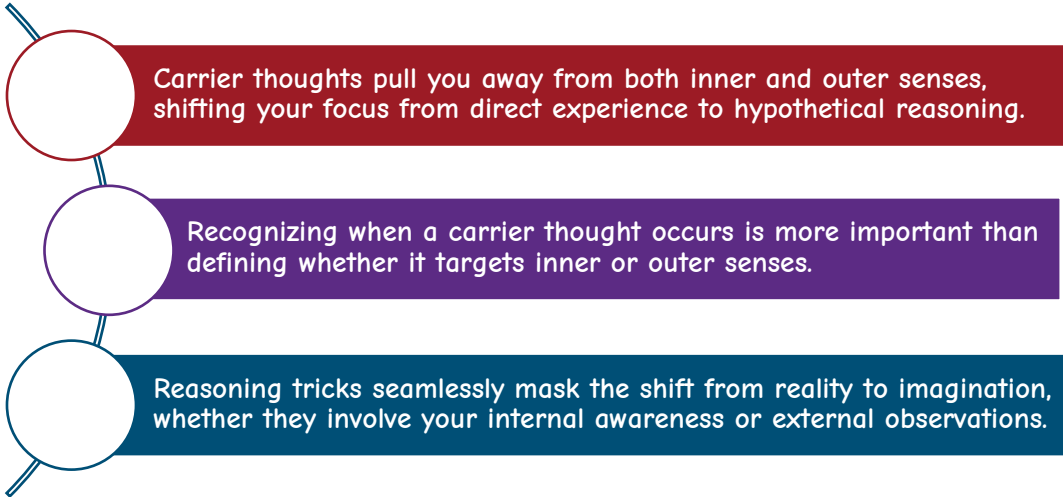 Carrier thoughts pull you away from both inner and outer senses,
shifting your focus from direct experience to hypothetical reasoning.
Recognizing when a carrier thought occurs is more important than
defining whether it targets inner or outer senses.
Reasoning tricks seamlessly mask the shift from reality to imagination,
whether they involve your internal awareness or external observations.